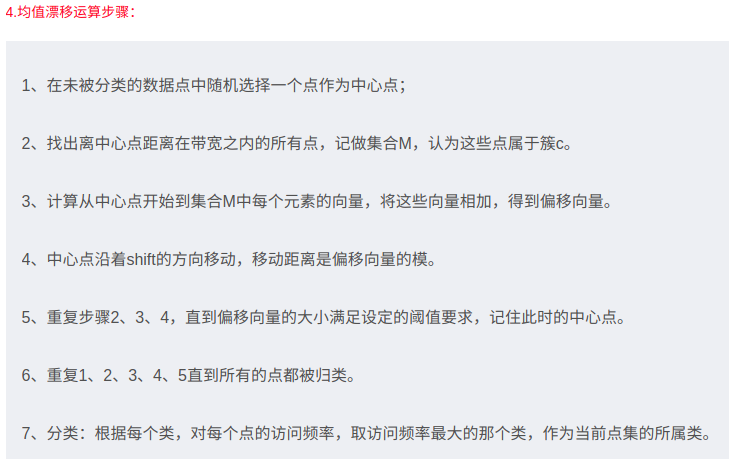 4.均值漂移运算步骤：
1、在未被分类的数据点中随机选择一个点作为中心点；
2、找出离中心点距离在带宽之内的所有点，记做集合M，认为这些点属于簇c。
3、计算从中心点开始到集合M中每个元素的向量，将这些向量相加，得到偏移向量。
4、中心点沿着shift的方向移动，移动距离是偏移向量的模。
5、重复步骤2、3、4，直到偏移向量的大小满足设定的阈值要求，记住此时的中心点。
6、重复1、2、3、4、5直到所有的点都被归类。
7、分类：根据每个类，对每个点的访问频率，取访问频率最大的那个类，作为当前点集的所属类。